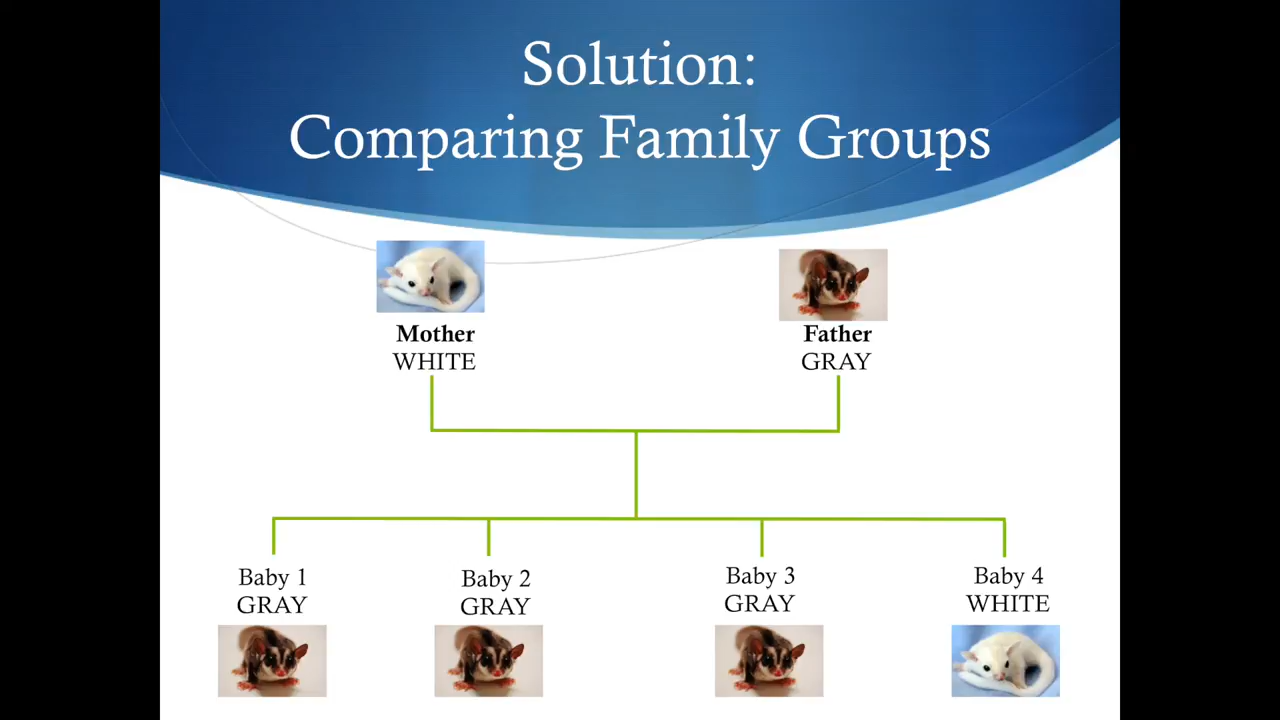 Solution:
Comparing Family Groups
Mother
WHITE
Father
GRAY
Baby 1
GRAY
Baby 2
GRAY
Baby 3
GRAY
Baby 4
WHITE